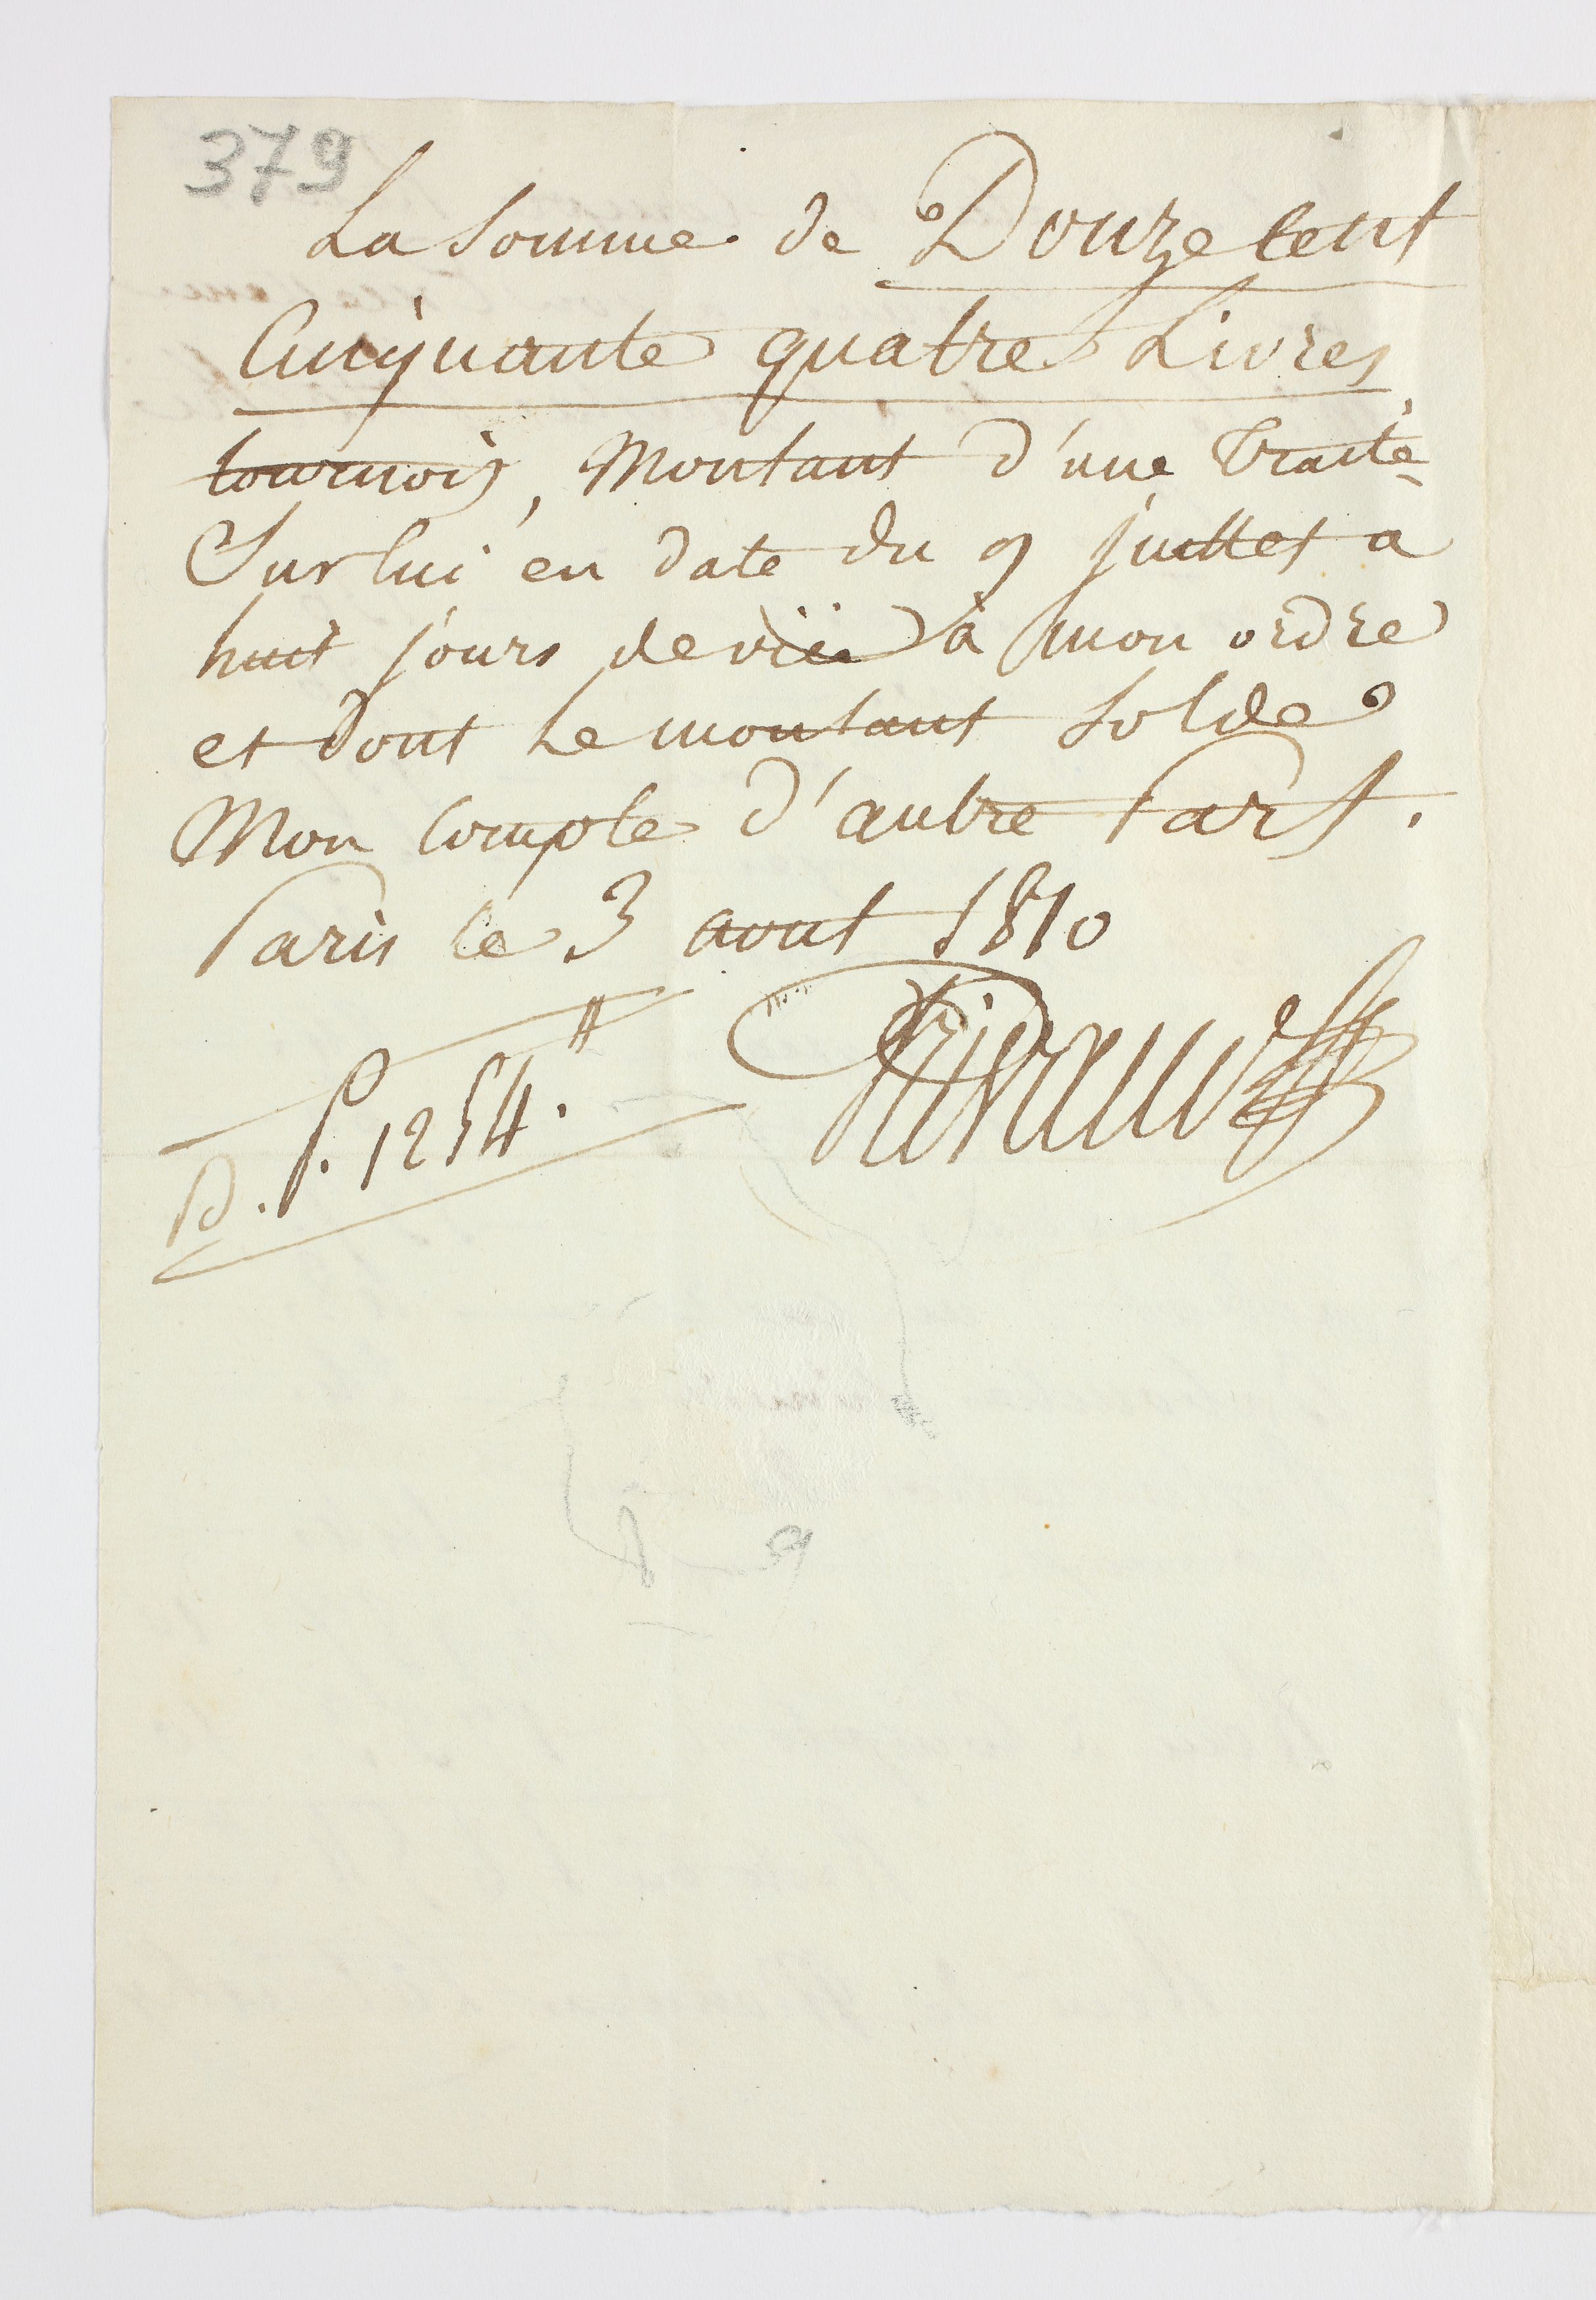 379
La Somme de Douze Cent
Cinquante quatre Livres
tournois, Montant d'une Traite
Sur lui en date du 9 juillet a
huit jours de vüe à mon ordre
et dont Le montant Solde
Mon Compte d'autre Part.
Paris le 3 aout 1810
B. P. 1254.#